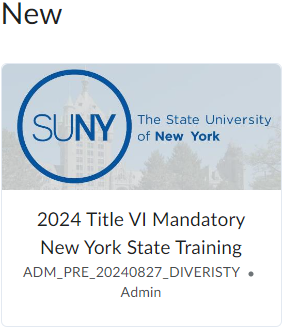 New
SUNY
The State University
of New York
2024 Title VI Mandatory
New York State Training
ADM_PRE_20240827_DIVERISTY •
Admin